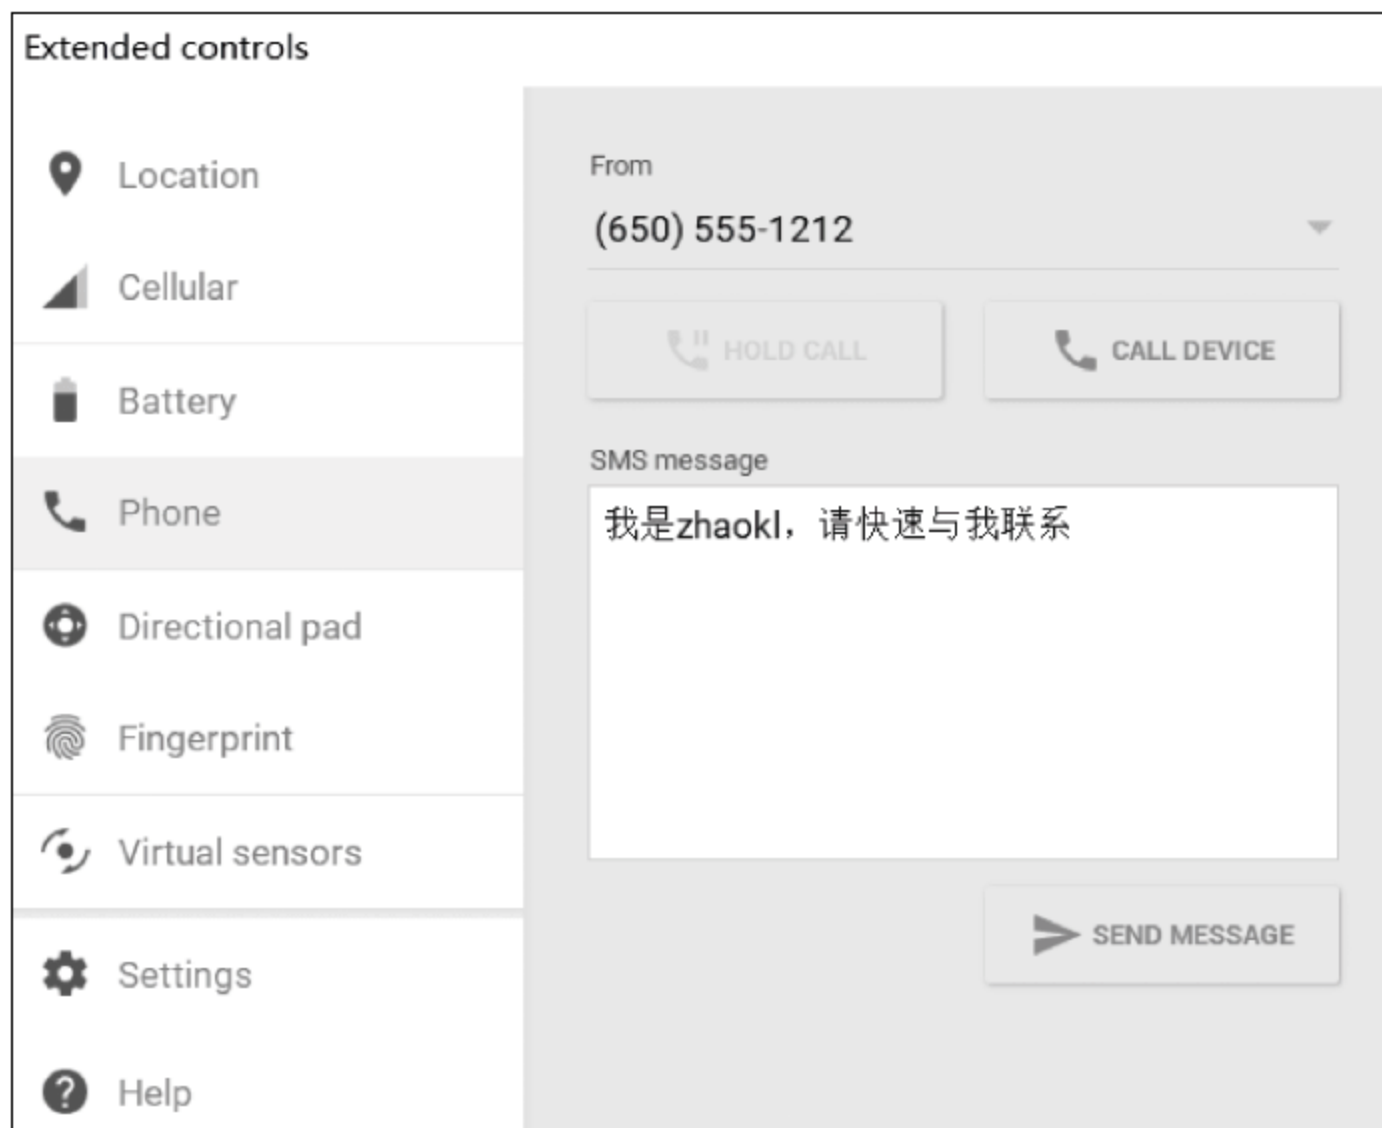 Extended controls
Location
Cellular
Battery
Phone
Directional pad
Fingerprint
Virtual sensors
Settings
Help
From
(650) 555-1212
HOLD CALL
CALL DEVICE
SMS message
我是zhaokl，请快速与我联系
SEND MESSAGE